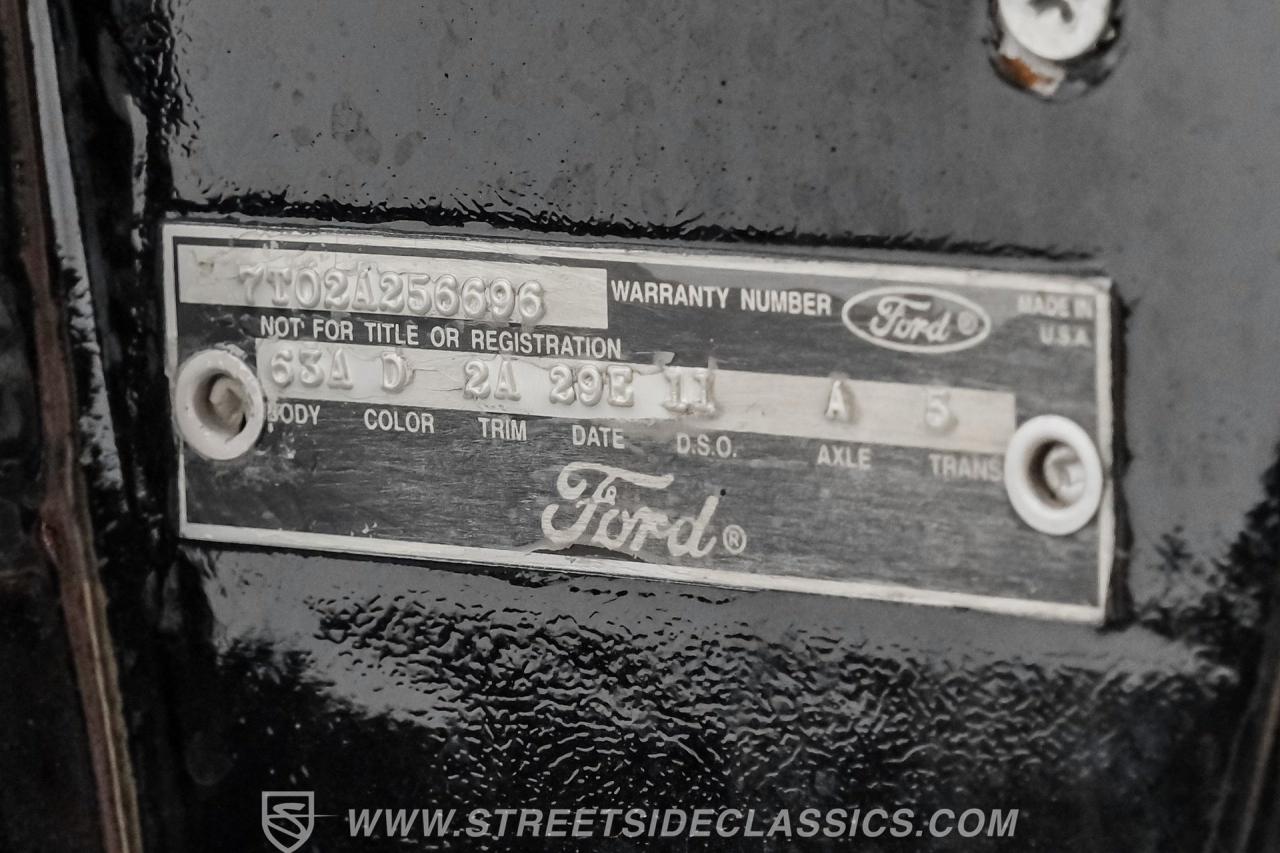 7T02A256696 WARRANTY NUMBER Ford® MADE IN U.S.A.
NOT FOR TITLE OR REGISTRATION
63A D 2A 29E 11 A 5
BODY COLOR TRIM DATE D.S.O. AXLE TRANS
Ford®
WWW.STREETSIDECLASSICS.COM